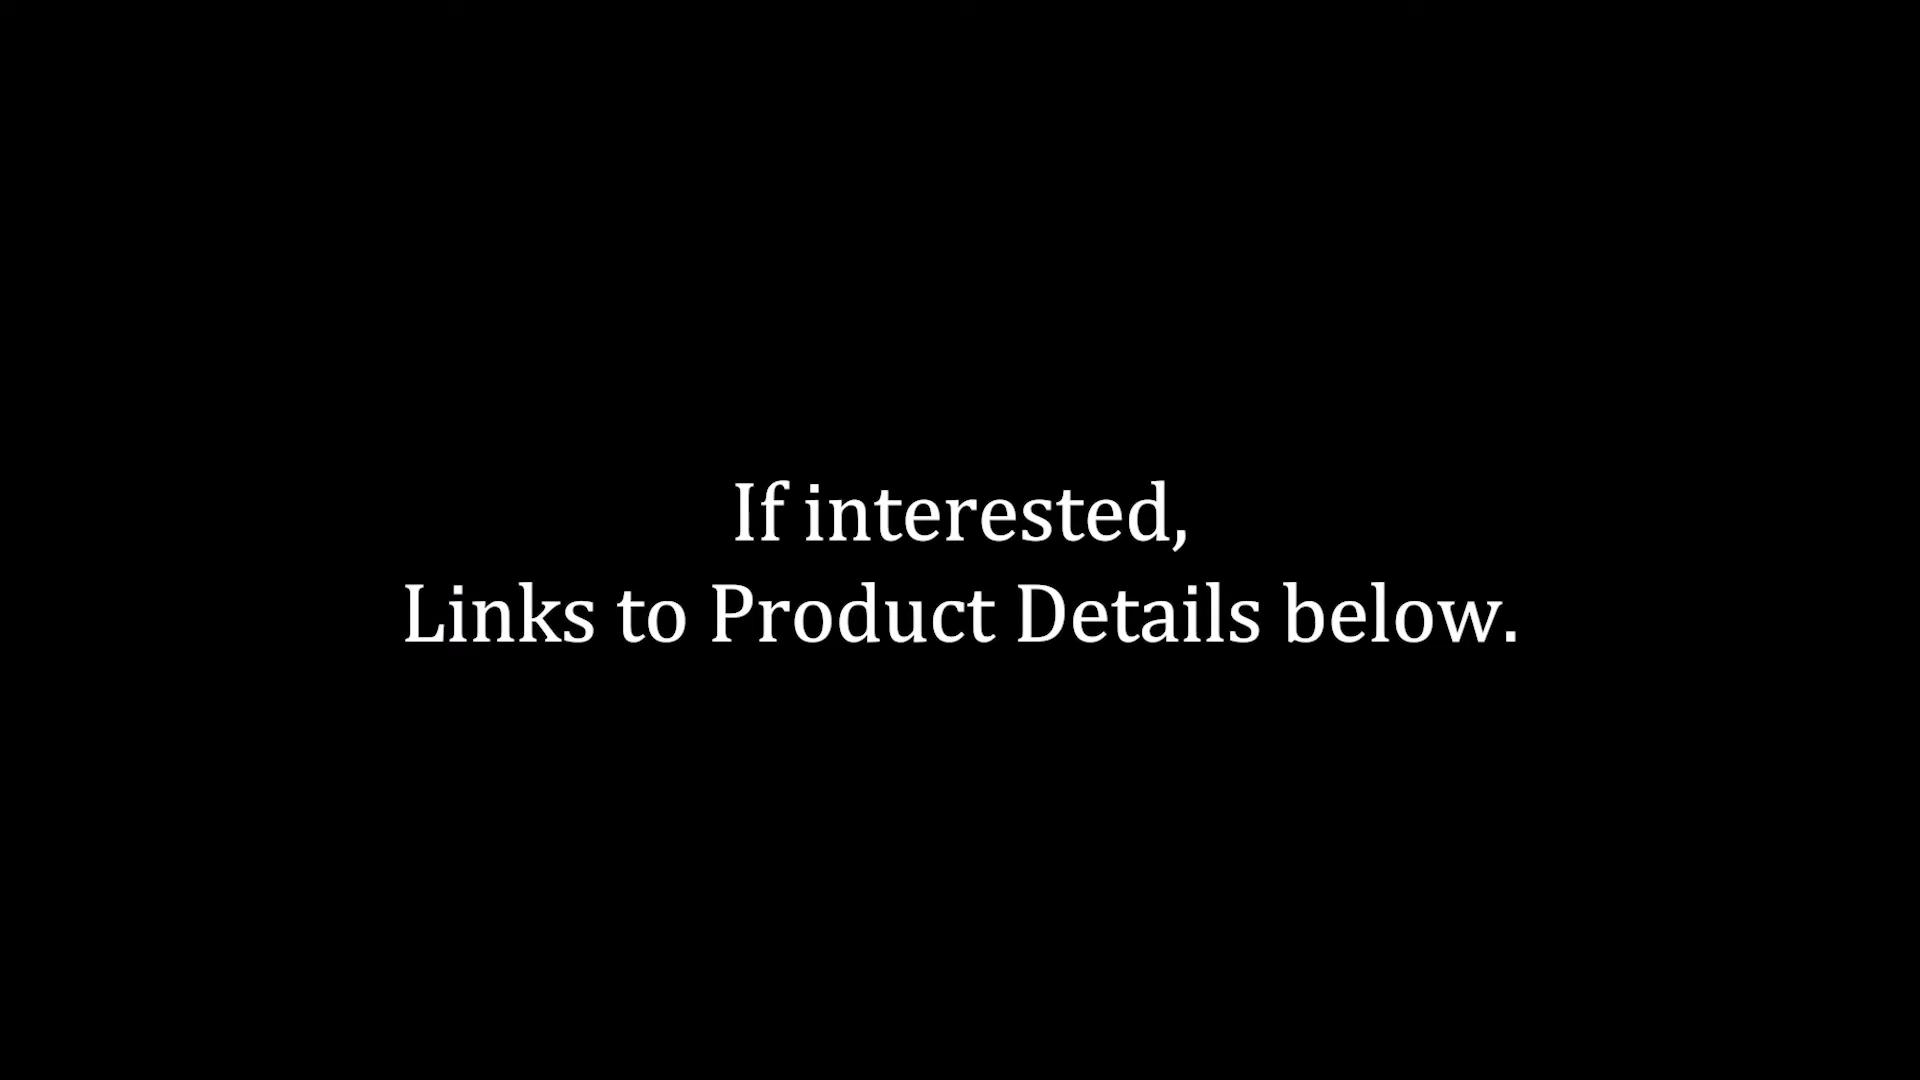 If interested,
Links to Product Details below.